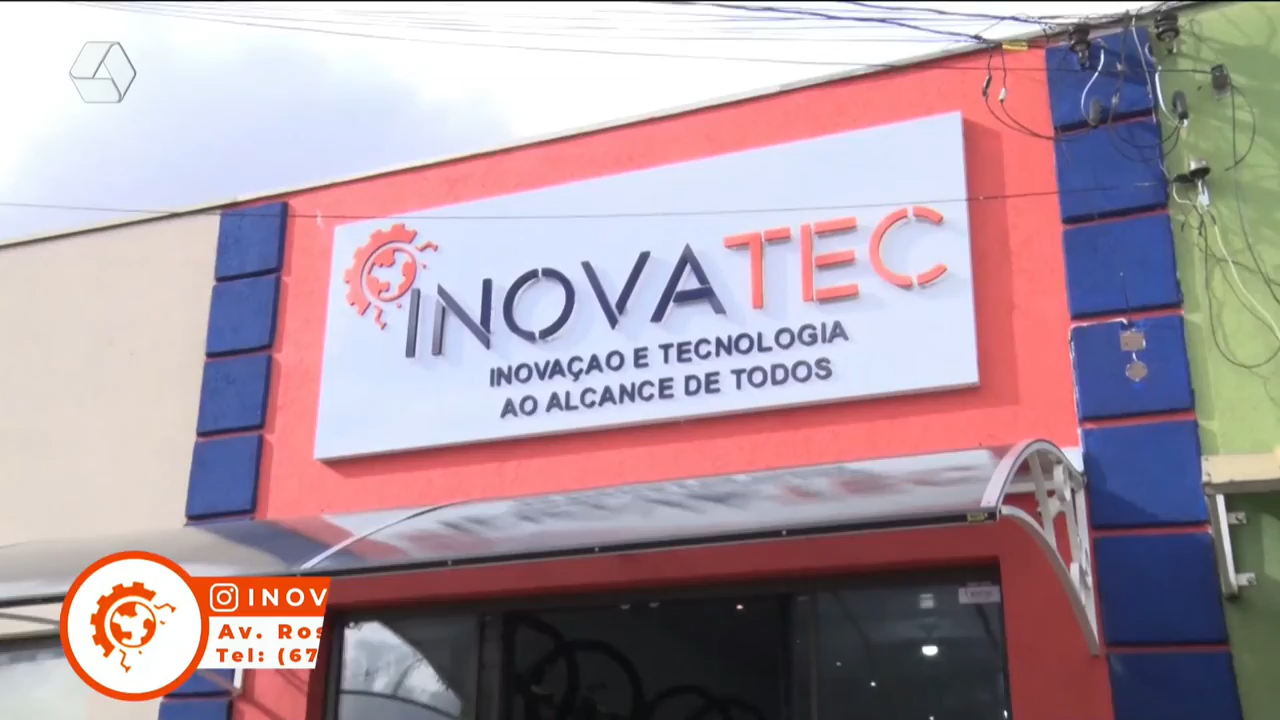 INOVATEC
INOVAÇAO E TECNOLOGIA
AO ALCANCE DE TODOS
INOV
Av. Ros
Tel: (67